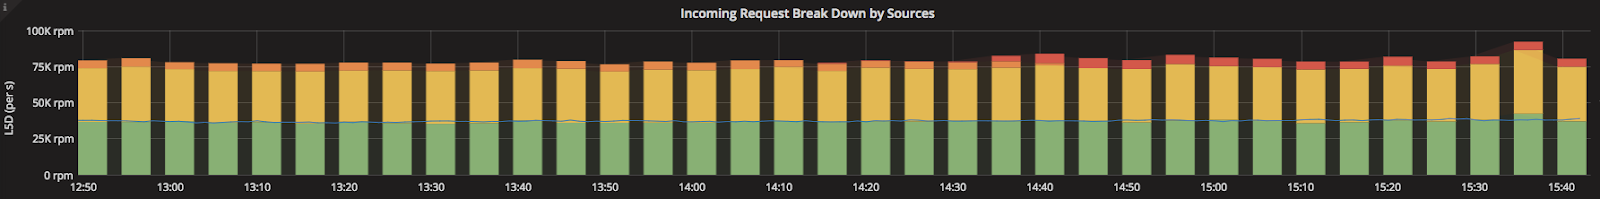 i
Incoming Request Break Down by Sources
100K rpm
75K rpm
50K rpm
25K rpm
0 rpm
L5D (per s)
12:50 13:00 13:10 13:20 13:30 13:40 13:50 14:00 14:10 14:20 14:30 14:40 14:50 15:00 15:10 15:20 15:30 15:40